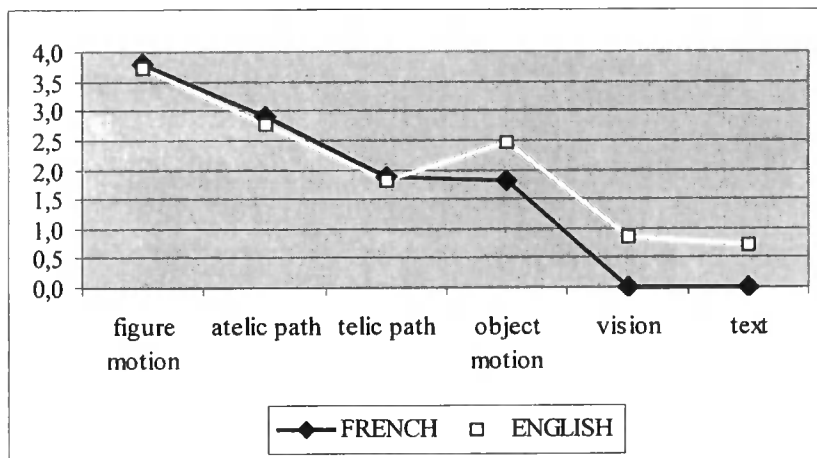 4,0
3,5
3,0
2,5
2,0
1,5
1,0
0,5
0,0
figure motion
atelic path
telic path
object motion
vision
text
FRENCH
ENGLISH